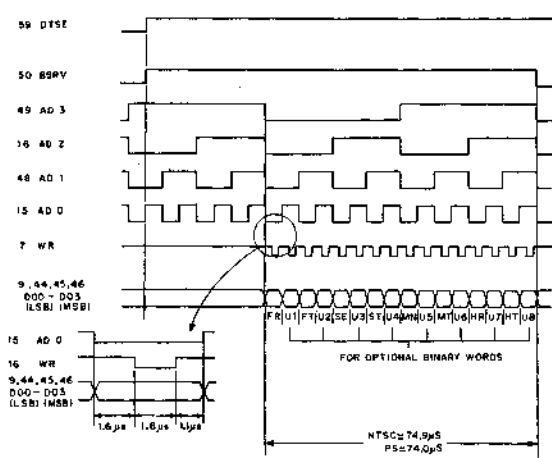 59 DTSE
50 BSRV
49 AD 3
16 AD 2
48 AD 1
15 AD 0
7 WR
9,44,45,46
D00 - D03
(LSB) (MSB)
FR U1 FT U2 SE U3 ST U4 MN U5 MT U6 HR U7 HT U8
FOR OPTIONAL BINARY WORDS
15 AD 0
16 WR
9,44,45,46
D00-D03
(LSB) (MSB)
1.6μs 1.6μs 1.1μs
NTSC≅74.9μS
PS≅74.0μS